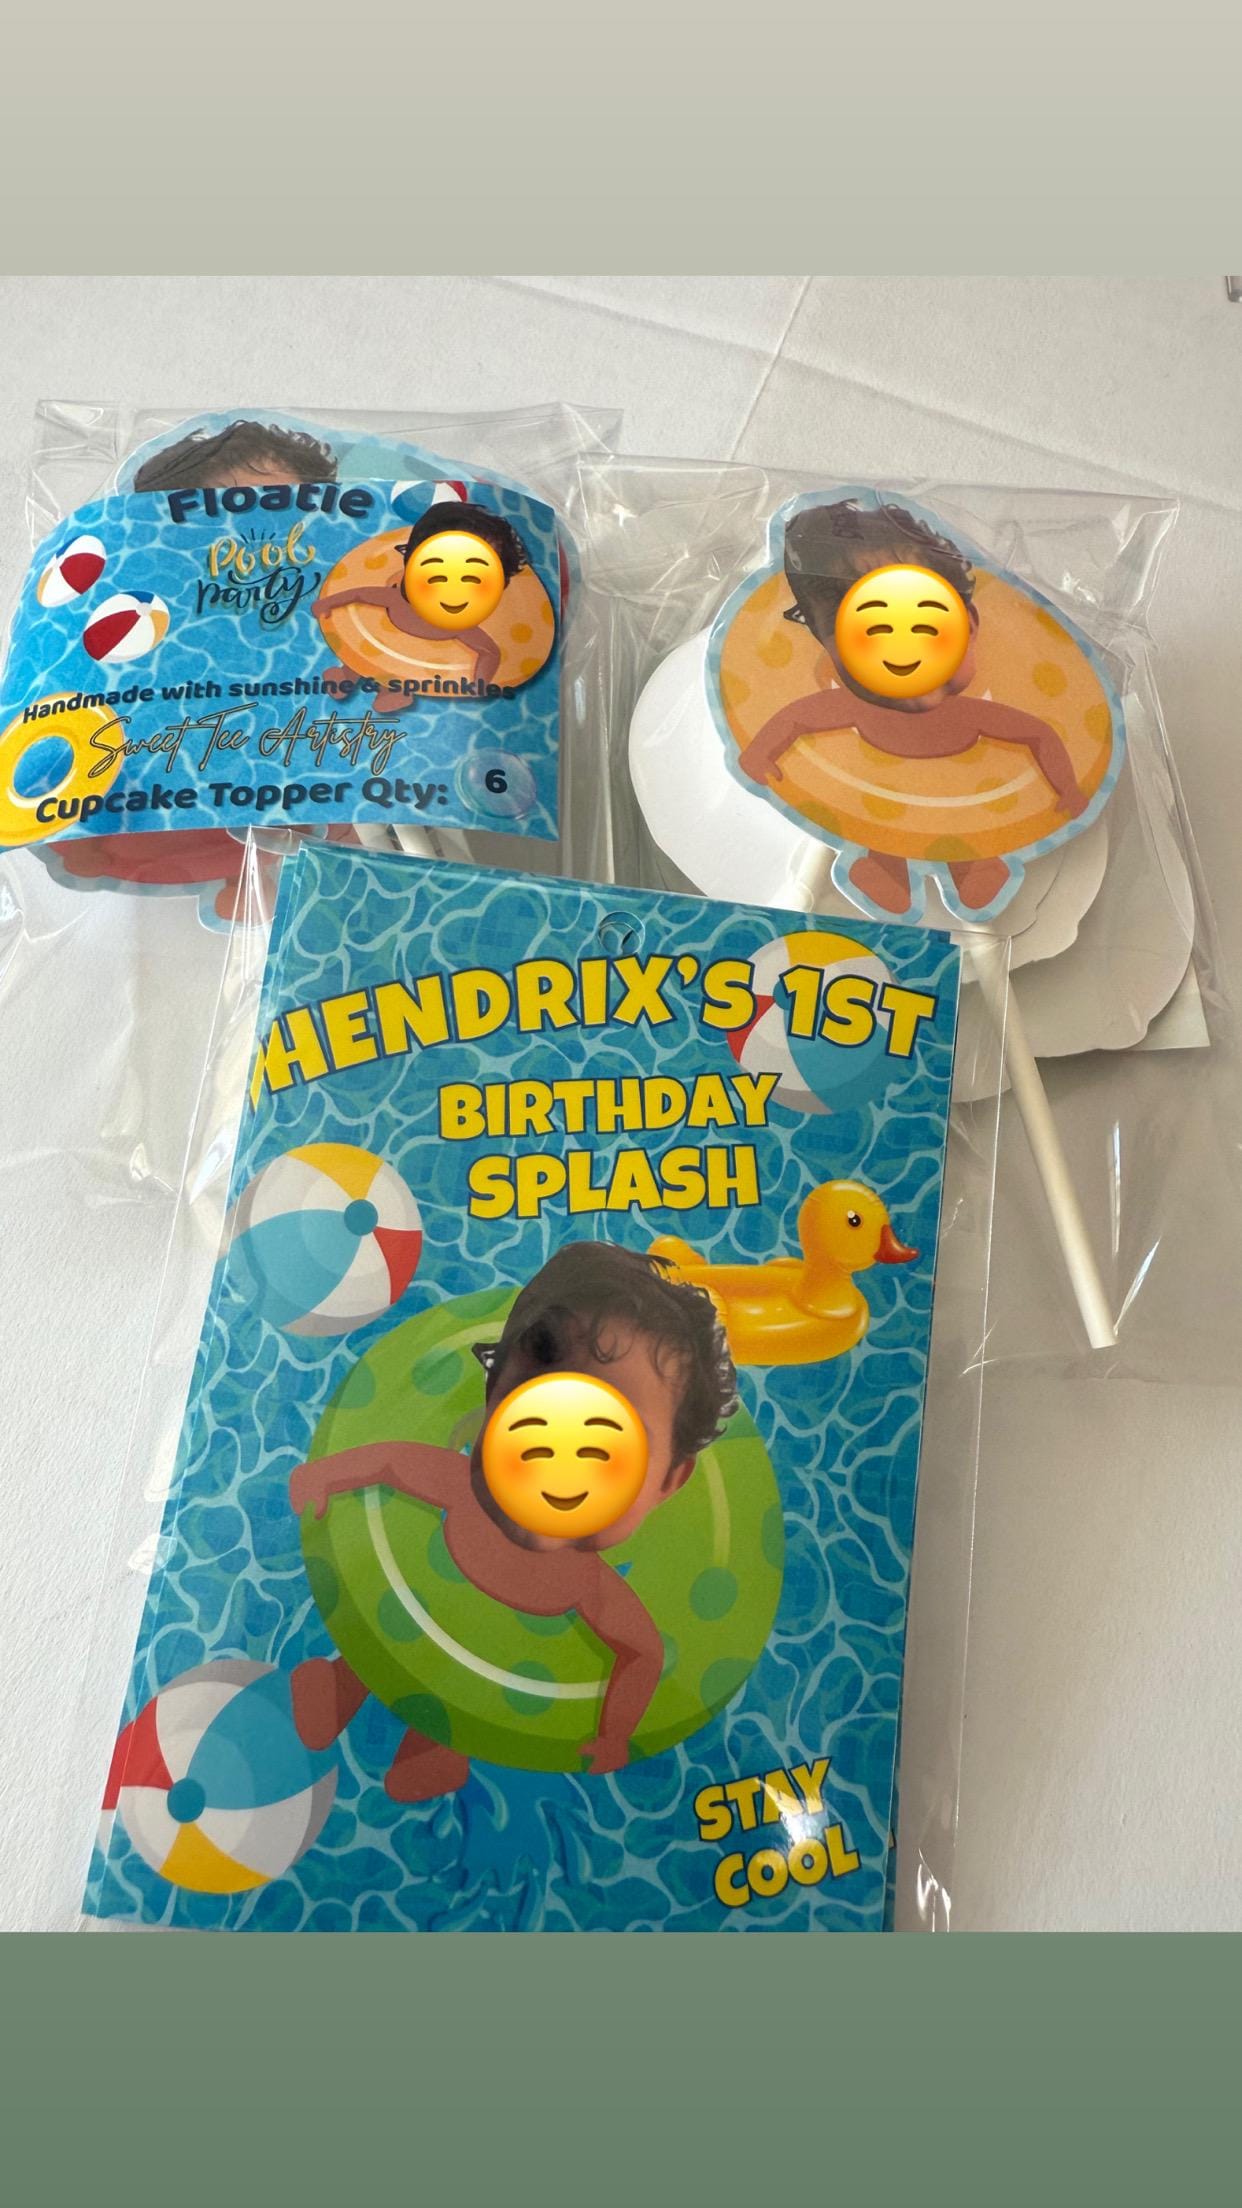 Floatie
Pool
Party
Handmade with sunshine & sprinkles
Sweet Tee Artistry
Cupcake Topper Qty: 6
HENDRIX'S 1ST
BIRTHDAY
SPLASH
STAY
COOL